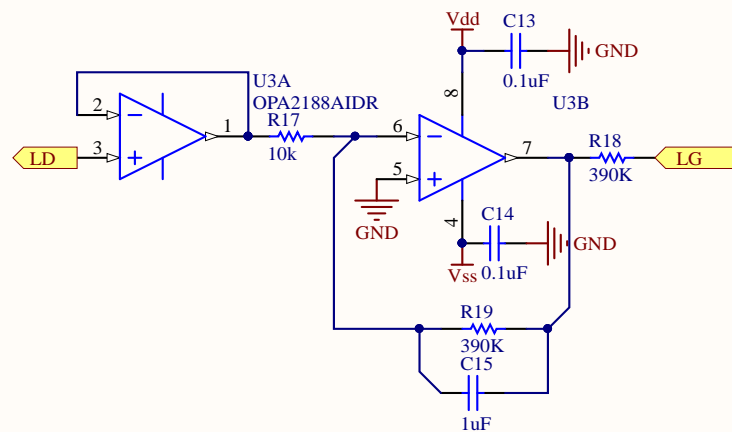 Vdd
C13
GND
0.1uF
U3A
OPA2188AIDR
U3B
8
2
1
R17
10k
6
7
R18
390K
LD
3
5
LG
GND
4
C14
GND
Vss
0.1uF
R19
390K
C15
1uF